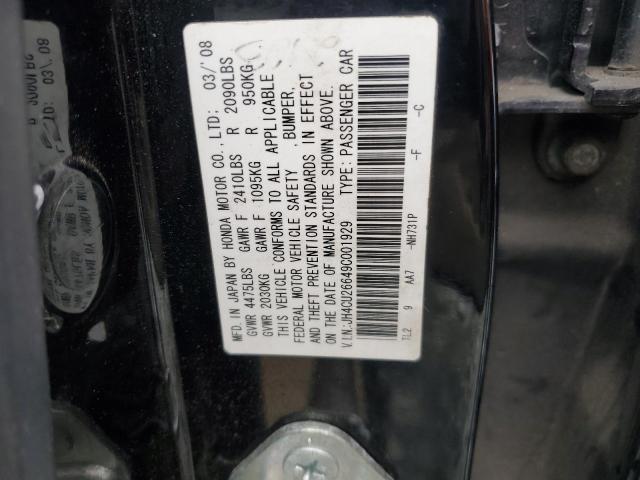 MFD. IN JAPAN BY HONDA MOTOR CO., LTD: 03/'08
GVWR 4475LBS GAWR F 2410LBS R 2090LBS
GVWR 2030KG GAWR F 1095KG R 950KG
THIS VEHICLE CONFORMS TO ALL APPLICABLE
FEDERAL MOTOR VEHICLE SAFETY ,BUMPER,
AND THEFT PREVENTION STANDARDS IN EFFECT
ON THE DATE OF MANUFACTURE SHOWN ABOVE.
V.I.N:JH4CU26649C001929 TYPE:PASSENGER CAR
TL2 9 AA7 -NH731P -F -C
03\ 08